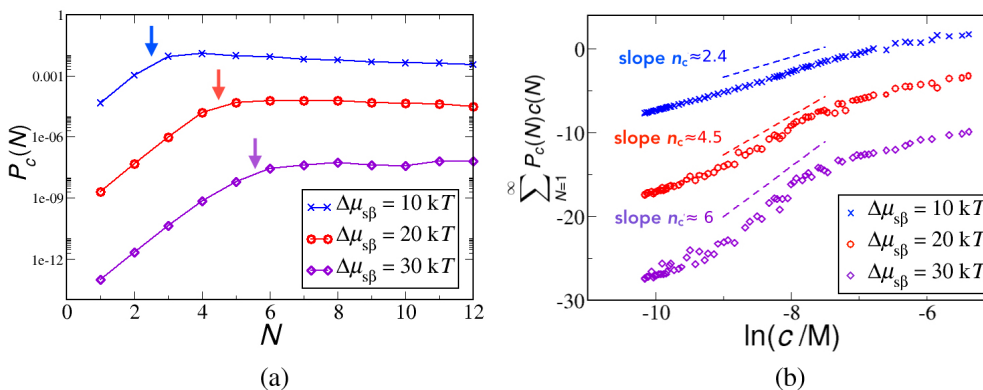 (a)
P_c(N)
1
0.001
1e-06
1e-09
1e-12
Δμ_sβ = 10 kT
Δμ_sβ = 20 kT
Δμ_sβ = 30 kT
0 2 4 6 8 10 12
N
(a)
(b)
∑_{N=1}^{∞} P_c(N)c(N)
0
-10
-20
-30
slope n_c≈2.4
slope n_c≈4.5
slope n_c≈ 6
Δμ_sβ = 10 kT
Δμ_sβ = 20 kT
Δμ_sβ = 30 kT
-10 -8 -6
ln(c /M)
(b)